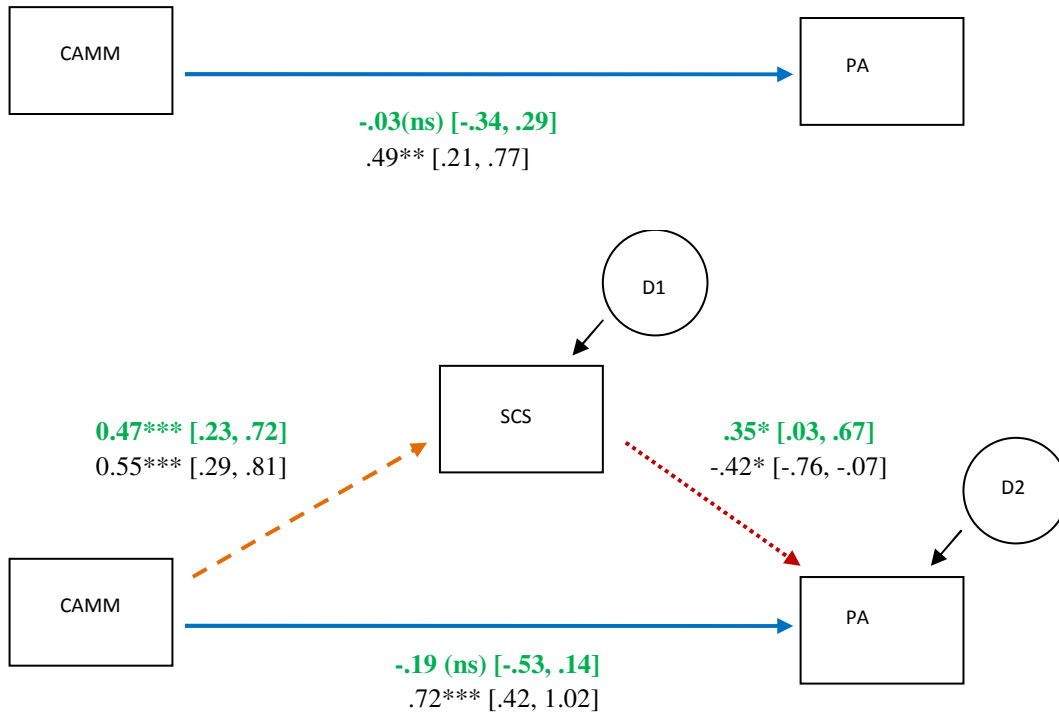 CAMM
PA
-.03(ns) [-.34, .29]
.49** [.21, .77]
D1
SCS
0.47*** [.23, .72]
0.55*** [.29, .81]
.35* [.03, .67]
-.42* [-.76, -.07]
D2
CAMM
PA
-.19 (ns) [-.53, .14]
.72*** [.42, 1.02]